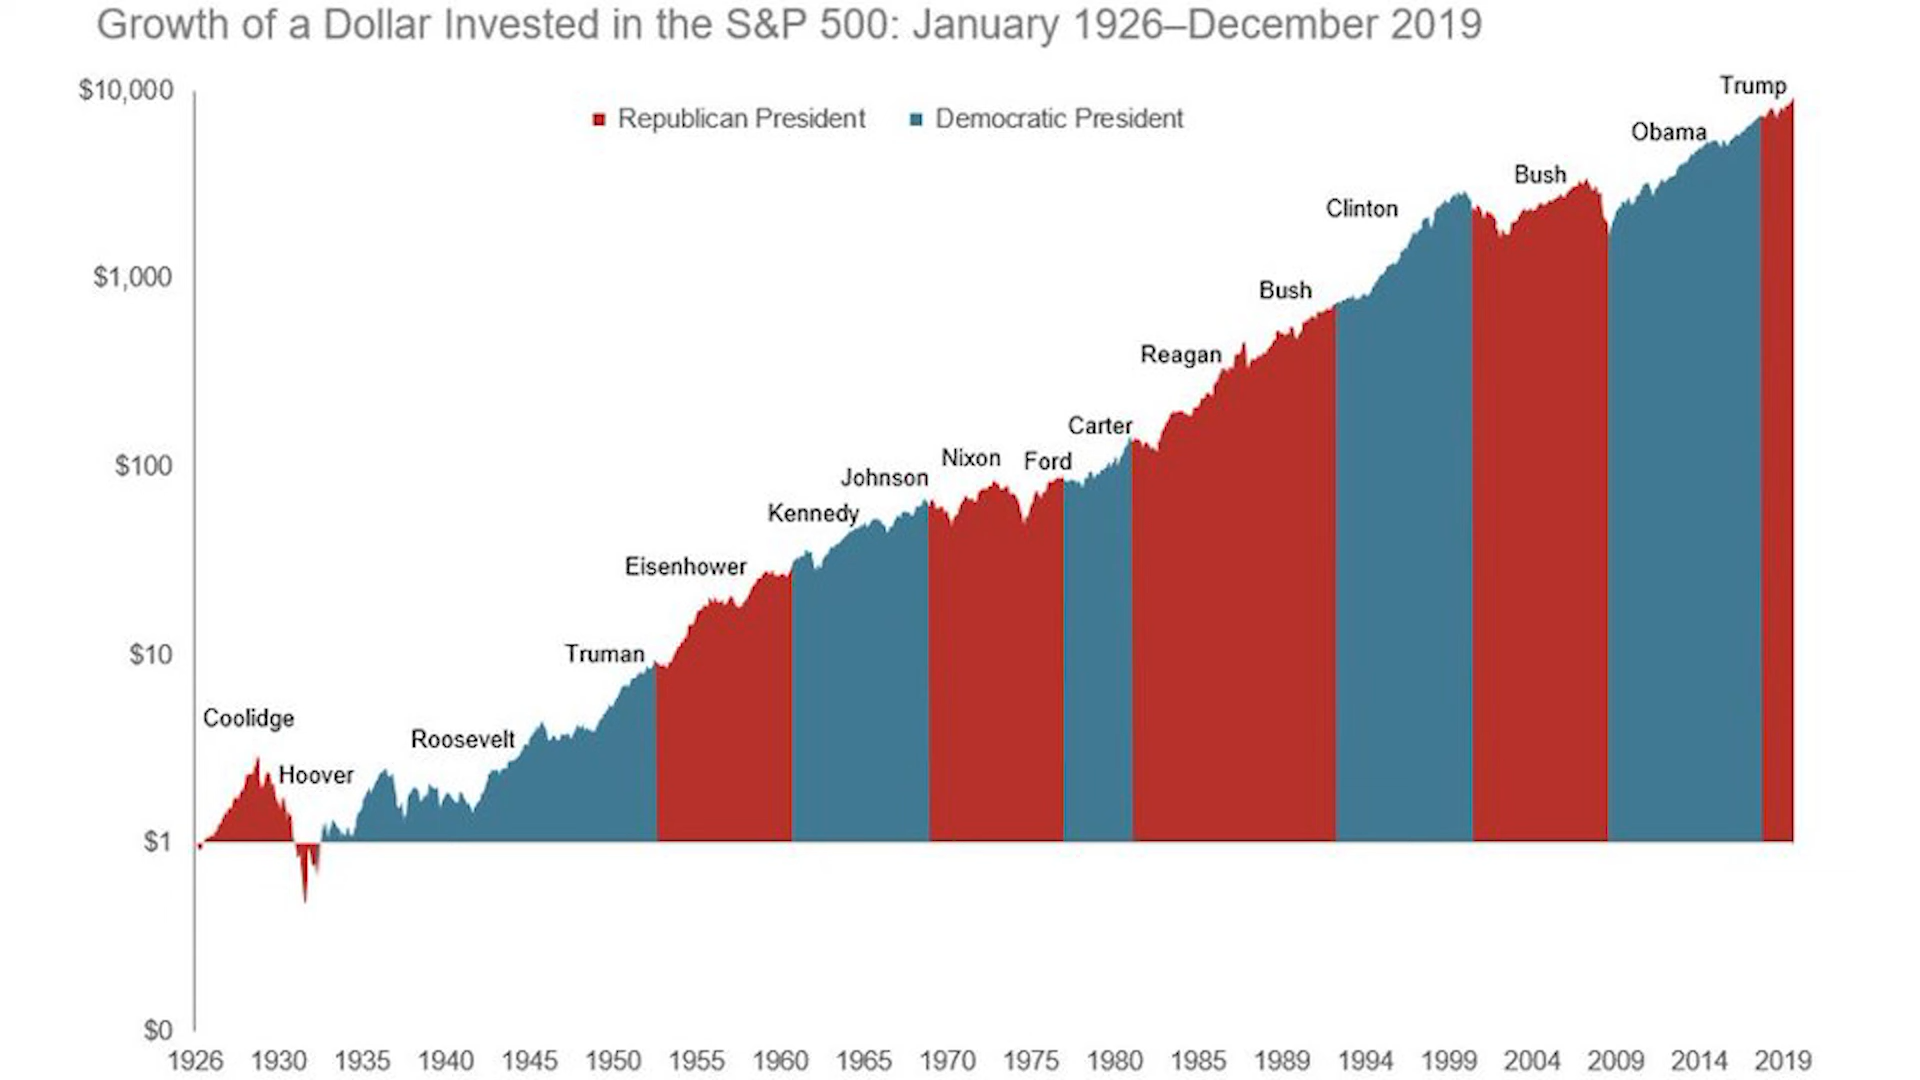 Growth of a Dollar Invested in the S&P 500: January 1926–December 2019
$10,000
Republican President
Democratic President
Trump
Obama
Bush
Clinton
$1,000
Bush
Reagan
Carter
$100
Nixon
Ford
Johnson
Kennedy
Eisenhower
$10
Truman
Coolidge
Roosevelt
Hoover
$1
$0
1926 1930 1935 1940 1945 1950 1955 1960 1965 1970 1975 1980 1985 1989 1994 1999 2004 2009 2014 2019